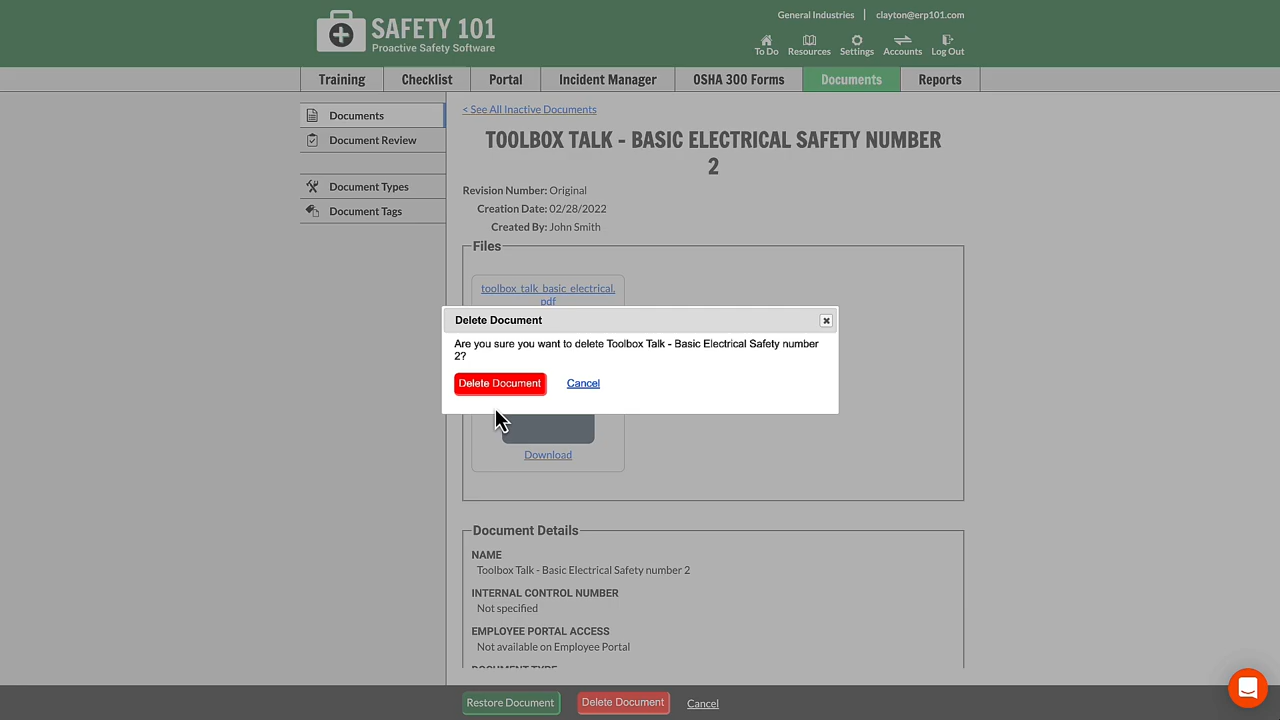 SAFETY 101
Proactive Safety Software
General Industries
clayton@erp101.com
To Do
Resources
Settings
Accounts
Log Out
Training
Checklist
Portal
Incident Manager
OSHA 300 Forms
Documents
Reports
Documents
Document Review
Document Types
Document Tags
< See All Inactive Documents
TOOLBOX TALK - BASIC ELECTRICAL SAFETY NUMBER
2
Revision Number: Original
Creation Date: 02/28/2022
Created By: John Smith
Files
toolbox_talk_basic_electrical.
pdf
Delete Document
Are you sure you want to delete Toolbox Talk - Basic Electrical Safety number
2?
Delete Document
Cancel
Download
Document Details
NAME
Toolbox Talk - Basic Electrical Safety number 2
INTERNAL CONTROL NUMBER
Not specified
EMPLOYEE PORTAL ACCESS
Not available on Employee Portal
DOCUMENT TYPE
Restore Document
Delete Document
Cancel